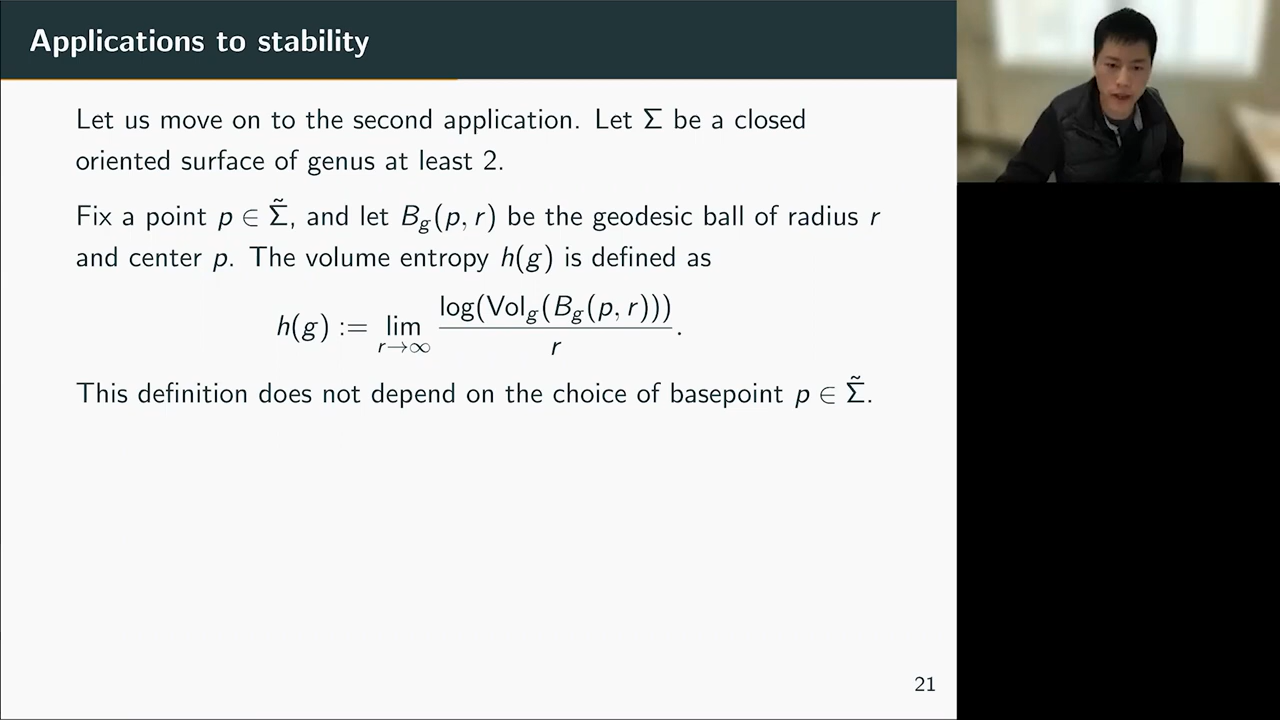 Applications to stability
Let us move on to the second application. Let Σ be a closed
oriented surface of genus at least 2.
Fix a point p ∈ Σ̃, and let B_g(p, r) be the geodesic ball of radius r
and center p. The volume entropy h(g) is defined as
h(g) := lim_{r→∞} log(Vol_g(B_g(p, r))) / r.
This definition does not depend on the choice of basepoint p ∈ Σ̃.
21